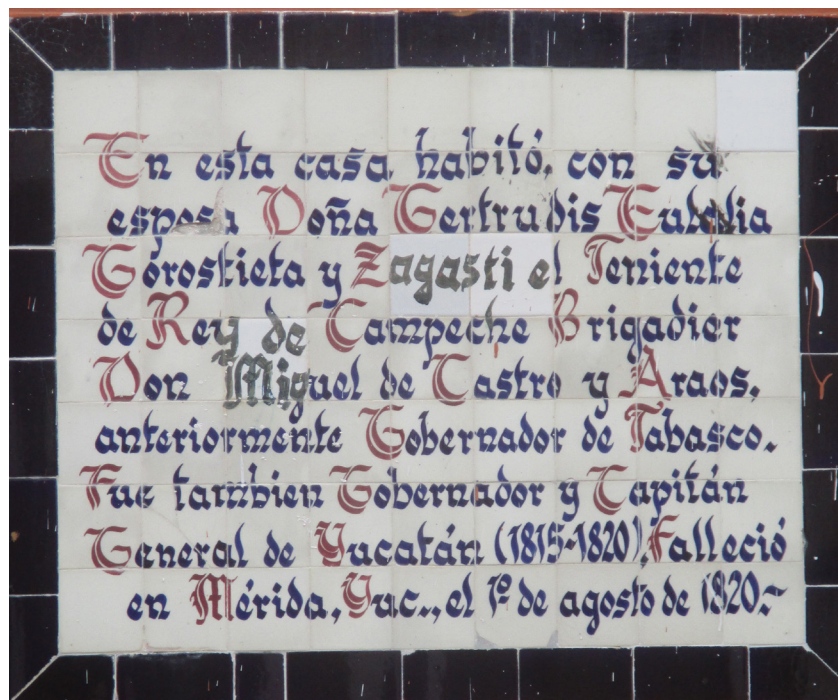 En esta casa habitó, con su
esposa Doña Gertrudis Eulalia
Gorostieta y Zagasti el Teniente
de Rey de Campeche Brigadier
Don Miguel de Castro y Araos,
anteriormente Gobernador de Tabasco.
Fue tambien Gobernador y Capitán
General de Yucatán (1815-1820), Falleció
en Mérida, Yuc., el 1º de agosto de 1820.-